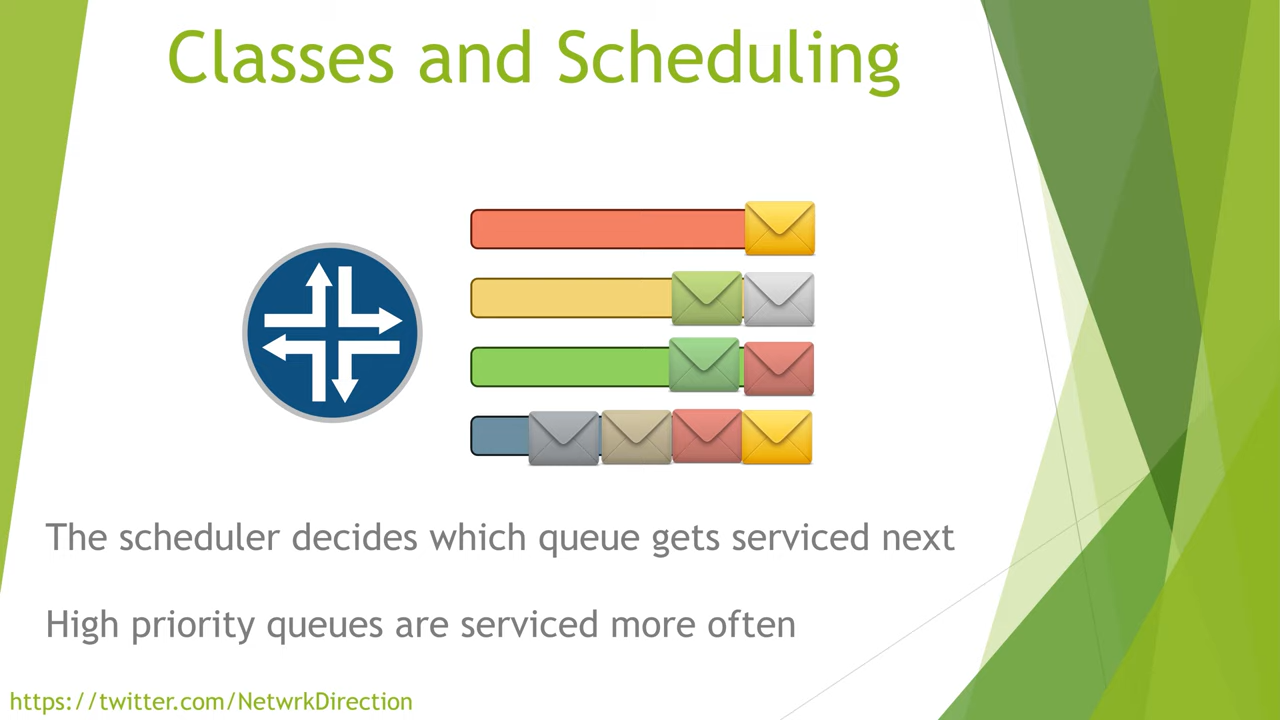 Classes and Scheduling
The scheduler decides which queue gets serviced next
High priority queues are serviced more often
https://twitter.com/NetwrkDirection